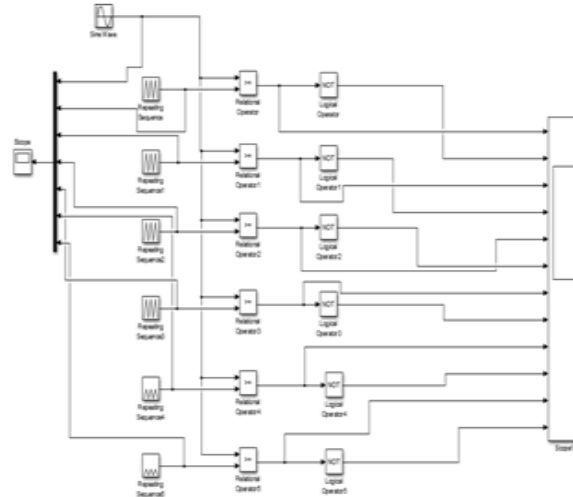 Sine Wave
>=
NOT
Repeating
Sequence
Relational
Operator
Logical
Operator
Scope
>=
NOT
Repeating
Sequence1
Relational
Operator1
Logical
Operator1
>=
NOT
Repeating
Sequence2
Relational
Operator2
Logical
Operator2
>=
NOT
Repeating
Sequence3
Relational
Operator3
Logical
Operator3
>=
NOT
Repeating
Sequence4
Relational
Operator4
Logical
Operator4
>=
NOT
Repeating
Sequence5
Relational
Operator5
Logical
Operator5